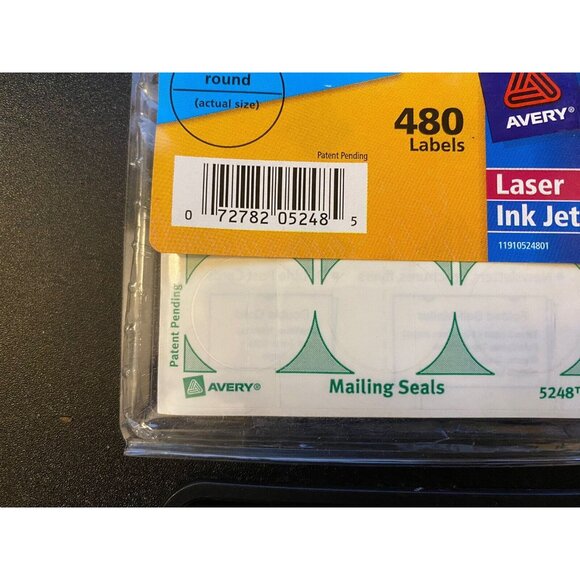 round
(actual size)
480
Labels
AVERY®
Patent Pending
0 72782 05248 5
Laser
Ink Jet
11910524801
Patent Pending
AVERY®
Mailing Seals
5248™